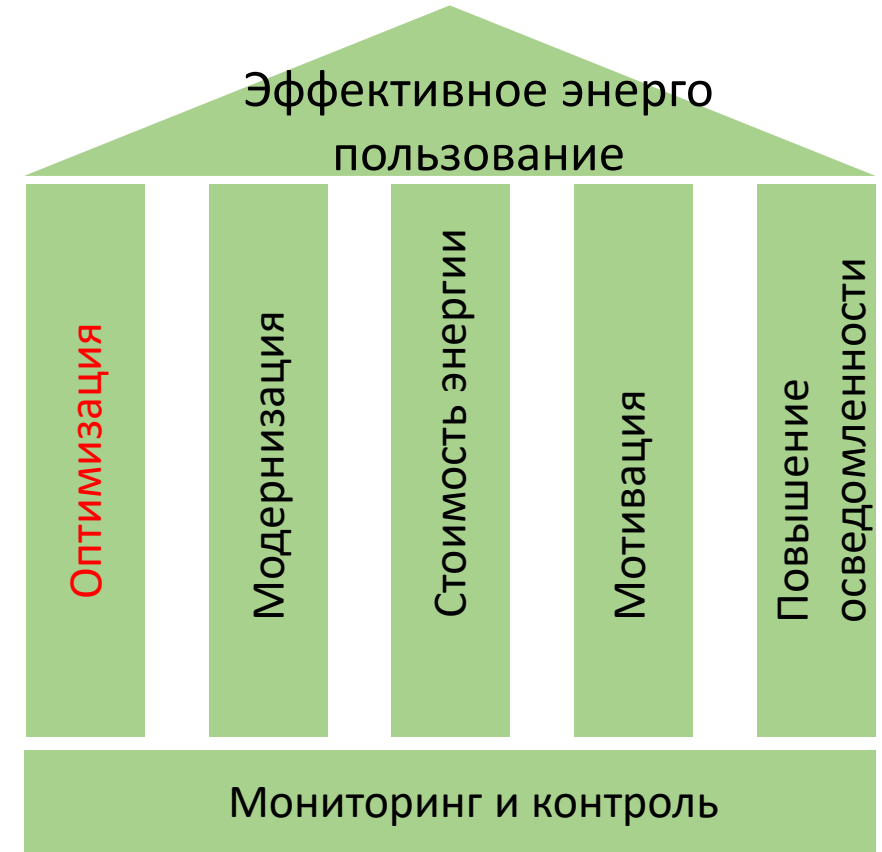 Эффективное энерго
пользование
Оптимизация
Модернизация
Стоимость энергии
Мотивация
Повышение
осведомленности
Мониторинг и контроль